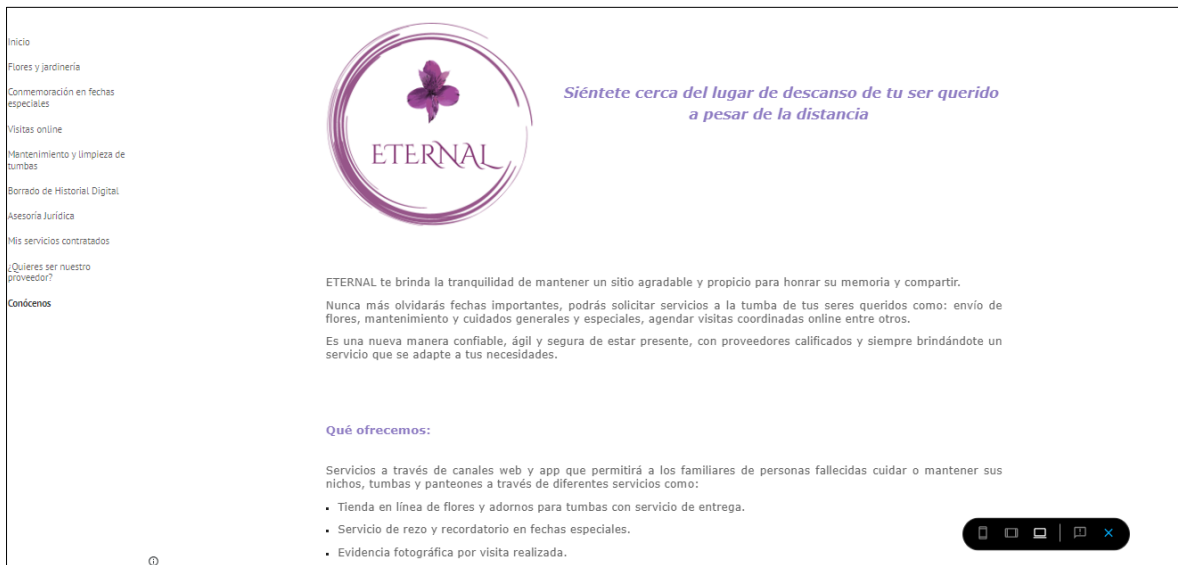 Inicio
Flores y jardinería
Conmemoración en fechas
especiales
Visitas online
Mantenimiento y limpieza de
tumbas
Borrado de Historial Digital
Asesoría Jurídica
Mis servicios contratados
¿Quieres ser nuestro
proveedor?
Conócenos
ETERNAL
Siéntete cerca del lugar de descanso de tu ser querido
a pesar de la distancia
ETERNAL te brinda la tranquilidad de mantener un sitio agradable y propicio para honrar su memoria y compartir.
Nunca más olvidarás fechas importantes, podrás solicitar servicios a la tumba de tus seres queridos como: envío de
flores, mantenimiento y cuidados generales y especiales, agendar visitas coordinadas online entre otros.
Es una nueva manera confiable, ágil y segura de estar presente, con proveedores calificados y siempre brindándote un
servicio que se adapte a tus necesidades.
Qué ofrecemos:
Servicios a través de canales web y app que permitirá a los familiares de personas fallecidas cuidar o mantener sus
nichos, tumbas y panteones a través de diferentes servicios como:
▪ Tienda en línea de flores y adornos para tumbas con servicio de entrega.
▪ Servicio de rezo y recordatorio en fechas especiales.
▪ Evidencia fotográfica por visita realizada.